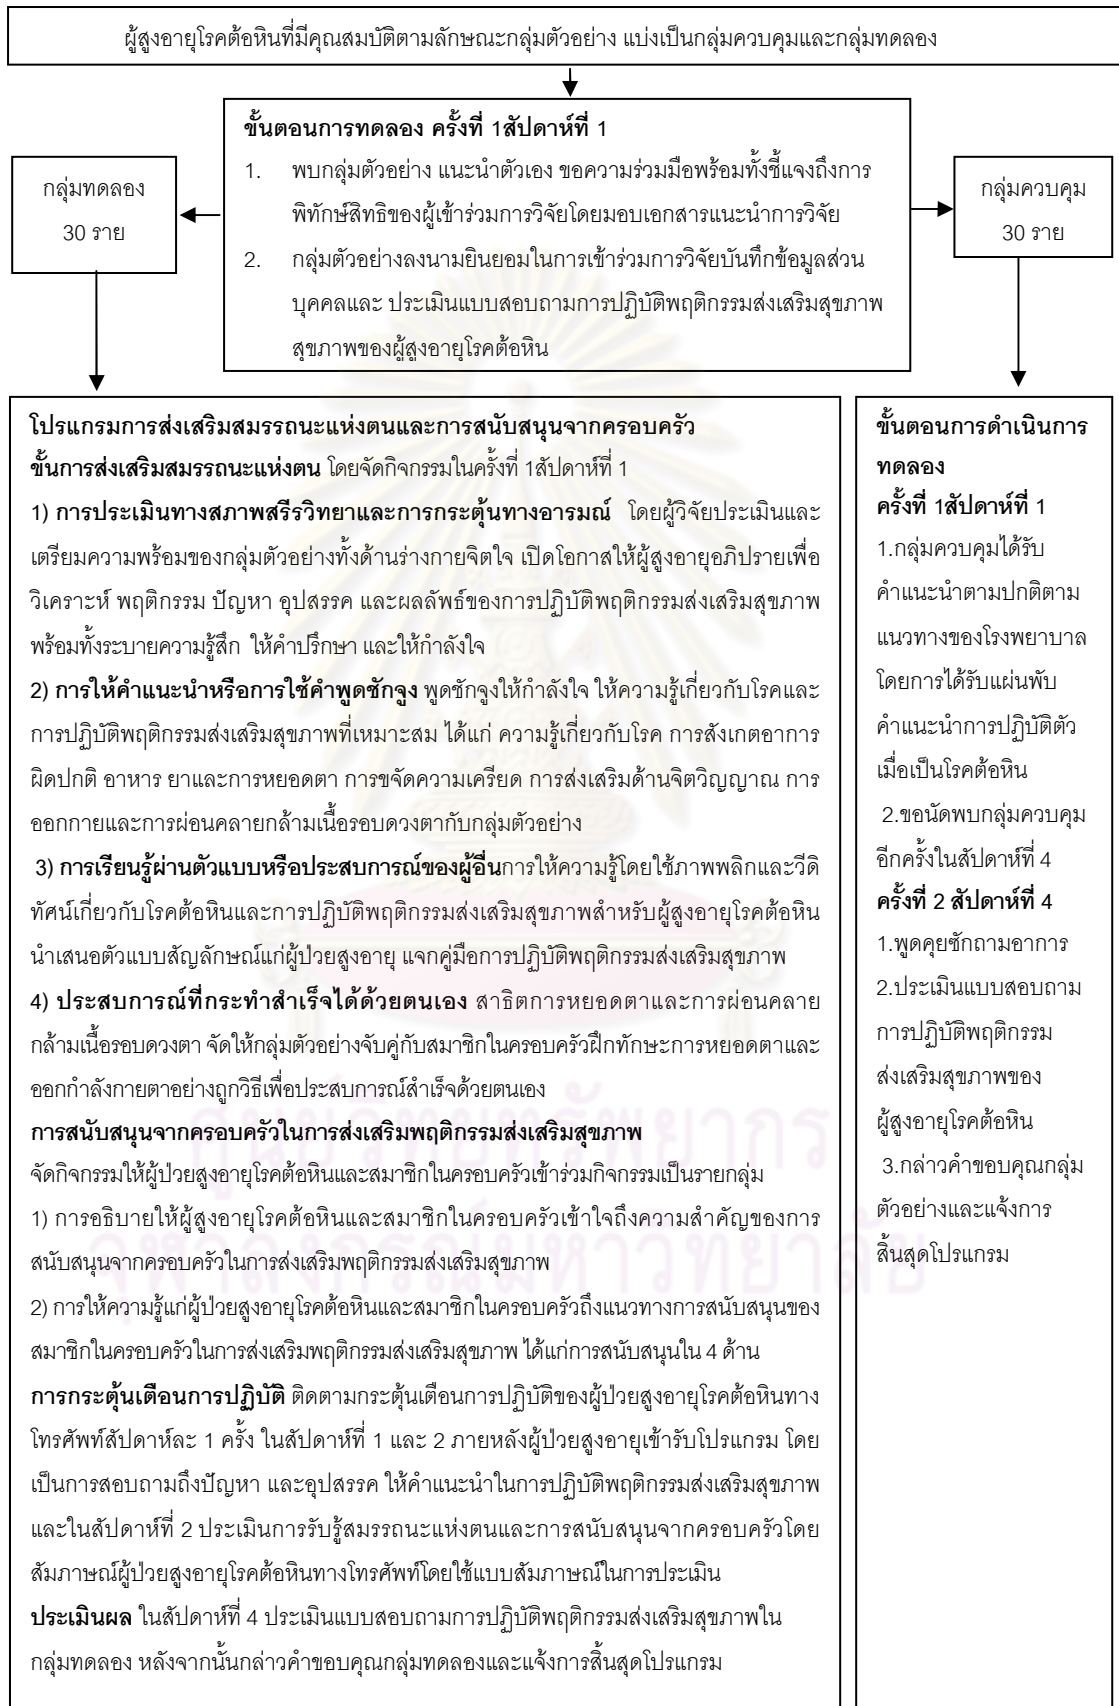 ผู้สูงอายุโรคต้อหินที่มีคุณสมบัติตามลักษณะกลุ่มตัวอย่าง แบ่งเป็นกลุ่มควบคุมและกลุ่มทดลอง
ขั้นตอนการทดลอง ครั้งที่ 1สัปดาห์ที่ 1
1. พบกลุ่มตัวอย่าง แนะนำตัวเอง ขอความร่วมมือพร้อมทั้งชี้แจงถึงการ
พิทักษ์สิทธิของผู้เข้าร่วมการวิจัยโดยมอบเอกสารแนะนำการวิจัย
2. กลุ่มตัวอย่างลงนามยินยอมในการเข้าร่วมการวิจัยบันทึกข้อมูลส่วน
บุคคลและ ประเมินแบบสอบถามการปฏิบัติพฤติกรรมส่งเสริมสุขภาพ
สุขภาพของผู้สูงอายุโรคต้อหิน
กลุ่มทดลอง
30 ราย
กลุ่มควบคุม
30 ราย
โปรแกรมการส่งเสริมสมรรถนะแห่งตนและการสนับสนุนจากครอบครัว
ขั้นการส่งเสริมสมรรถนะแห่งตน โดยจัดกิจกรรมในครั้งที่ 1สัปดาห์ที่ 1
1) การประเมินทางสภาพสรีรวิทยาและการกระตุ้นทางอารมณ์ โดยผู้วิจัยประเมินและ
เตรียมความพร้อมของกลุ่มตัวอย่างทั้งด้านร่างกายจิตใจ เปิดโอกาสให้ผู้สูงอายุอภิปรายเพื่อ
วิเคราะห์ พฤติกรรม ปัญหา อุปสรรค และผลลัพธ์ของการปฏิบัติพฤติกรรมส่งเสริมสุขภาพ
พร้อมทั้งระบายความรู้สึก ให้คำปรึกษา และให้กำลังใจ
2) การให้คำแนะนำหรือการใช้คำพูดชักจูง พูดชักจูงให้กำลังใจ ให้ความรู้เกี่ยวกับโรคและ
การปฏิบัติพฤติกรรมส่งเสริมสุขภาพที่เหมาะสม ได้แก่ ความรู้เกี่ยวกับโรค การสังเกตอาการ
ผิดปกติ อาหาร ยาและการหยอดตา การขจัดความเครียด การส่งเสริมด้านจิตวิญญาณ การ
ออกกายและการผ่อนคลายกล้ามเนื้อรอบดวงตากับกลุ่มตัวอย่าง
3) การเรียนรู้ผ่านตัวแบบหรือประสบการณ์ของผู้อื่นการให้ความรู้โดยใช้ภาพพลิกและวีดิ
ทัศน์เกี่ยวกับโรคต้อหินและการปฏิบัติพฤติกรรมส่งเสริมสุขภาพสำหรับผู้สูงอายุโรคต้อหิน
นำเสนอตัวแบบสัญลักษณ์แก่ผู้ป่วยสูงอายุ แจกคู่มือการปฏิบัติพฤติกรรมส่งเสริมสุขภาพ
4) ประสบการณ์ที่กระทำสำเร็จได้ด้วยตนเอง สาธิตการหยอดตาและการผ่อนคลาย
กล้ามเนื้อรอบดวงตา จัดให้กลุ่มตัวอย่างจับคู่กับสมาชิกในครอบครัวฝึกทักษะการหยอดตาและ
ออกกำลังกายตาอย่างถูกวิธีเพื่อประสบการณ์สำเร็จด้วยตนเอง
การสนับสนุนจากครอบครัวในการส่งเสริมพฤติกรรมส่งเสริมสุขภาพ
จัดกิจกรรมให้ผู้ป่วยสูงอายุโรคต้อหินและสมาชิกในครอบครัวเข้าร่วมกิจกรรมเป็นรายกลุ่ม
1) การอธิบายให้ผู้สูงอายุโรคต้อหินและสมาชิกในครอบครัวเข้าใจถึงความสำคัญของการ
สนับสนุนจากครอบครัวในการส่งเสริมพฤติกรรมส่งเสริมสุขภาพ
2) การให้ความรู้แก่ผู้ป่วยสูงอายุโรคต้อหินและสมาชิกในครอบครัวถึงแนวทางการสนับสนุนของ
สมาชิกในครอบครัวในการส่งเสริมพฤติกรรมส่งเสริมสุขภาพ ได้แก่การสนับสนุนใน 4 ด้าน
การกระตุ้นเตือนการปฏิบัติ ติดตามกระตุ้นเตือนการปฏิบัติของผู้ป่วยสูงอายุโรคต้อหินทาง
โทรศัพท์สัปดาห์ละ 1 ครั้ง ในสัปดาห์ที่ 1 และ 2 ภายหลังผู้ป่วยสูงอายุเข้ารับโปรแกรม โดย
เป็นการสอบถามถึงปัญหา และอุปสรรค ให้คำแนะนำในการปฏิบัติพฤติกรรมส่งเสริมสุขภาพ
และในสัปดาห์ที่ 2 ประเมินการรับรู้สมรรถนะแห่งตนและการสนับสนุนจากครอบครัวโดย
สัมภาษณ์ผู้ป่วยสูงอายุโรคต้อหินทางโทรศัพท์โดยใช้แบบสัมภาษณ์ในการประเมิน
ประเมินผล ในสัปดาห์ที่ 4 ประเมินแบบสอบถามการปฏิบัติพฤติกรรมส่งเสริมสุขภาพใน
กลุ่มทดลอง หลังจากนั้นกล่าวคำขอบคุณกลุ่มทดลองและแจ้งการสิ้นสุดโปรแกรม
ขั้นตอนการดำเนินการ
ทดลอง
ครั้งที่ 1สัปดาห์ที่ 1
1.กลุ่มควบคุมได้รับ
คำแนะนำตามปกติตาม
แนวทางของโรงพยาบาล
โดยการได้รับแผ่นพับ
คำแนะนำการปฏิบัติตัว
เมื่อเป็นโรคต้อหิน
2.ขอนัดพบกลุ่มควบคุม
อีกครั้งในสัปดาห์ที่ 4
ครั้งที่ 2 สัปดาห์ที่ 4
1.พูดคุยซักถามอาการ
2.ประเมินแบบสอบถาม
การปฏิบัติพฤติกรรม
ส่งเสริมสุขภาพของ
ผู้สูงอายุโรคต้อหิน
3.กล่าวคำขอบคุณกลุ่ม
ตัวอย่างและแจ้งการ
สิ้นสุดโปรแกรม
ศูนย์วิทยทรัพยากร
จุฬาลงกรณ์มหาวิทยาลัย